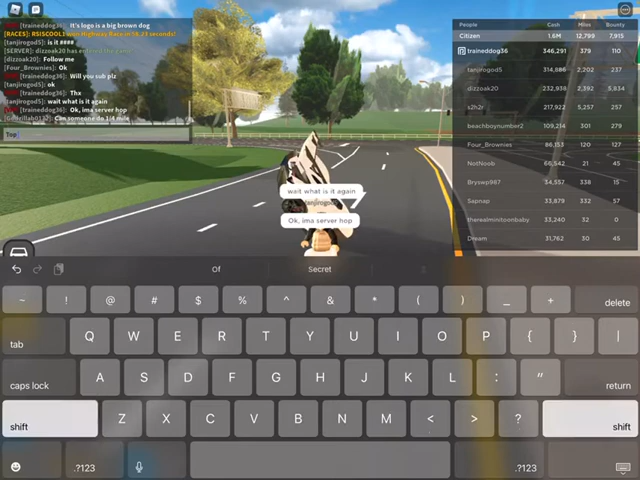 [traineddog36]: It's logo is a big brown dog
[RACES]: RSISCOOL1 won Highway Race in
[tanjirogod5]: is it ####
[SERVER]: dizzoak20 has entered the game!
[dizzoak20]: Follow me
[Four_Brownies]: Ok
[traineddog36]: Will you sub plz
[tanjirogod5]: ok
[traineddog36]: Thx
[tanjirogod5]: wait what is it again
[traineddog36]: Ok, ima server hop
Can someone do 1/4 mile
Top
People Cash Miles Bounty
Citizen 1.6M 12,799 7,915
traineddog36 346,291 379 110
tanjirogod5 314,886 2,202 237
dizzoak20 232,938 2,392 5,834
s2h2r 217,922 5,257 257
beachboynumber2 109,214 301 279
Four_Brownies 86,153 120 127
NotNoob 66,542 21 45
Bryswp987 34,557 338 15
Sapnap 33,879 332 57
therealmixitoonbaby 33,240 32 0
Dream 31,762 30 45
wait what is it again
tanjirogod5
Ok, ima server hop
Of Secret
~ ! @ # $ % ^ & * ( ) _ + delete
tab Q W E R T Y U I O P { } |
caps lock A S D F G H J K L : " return
shift Z X C V B N M < > ? shift
.?123 .?123